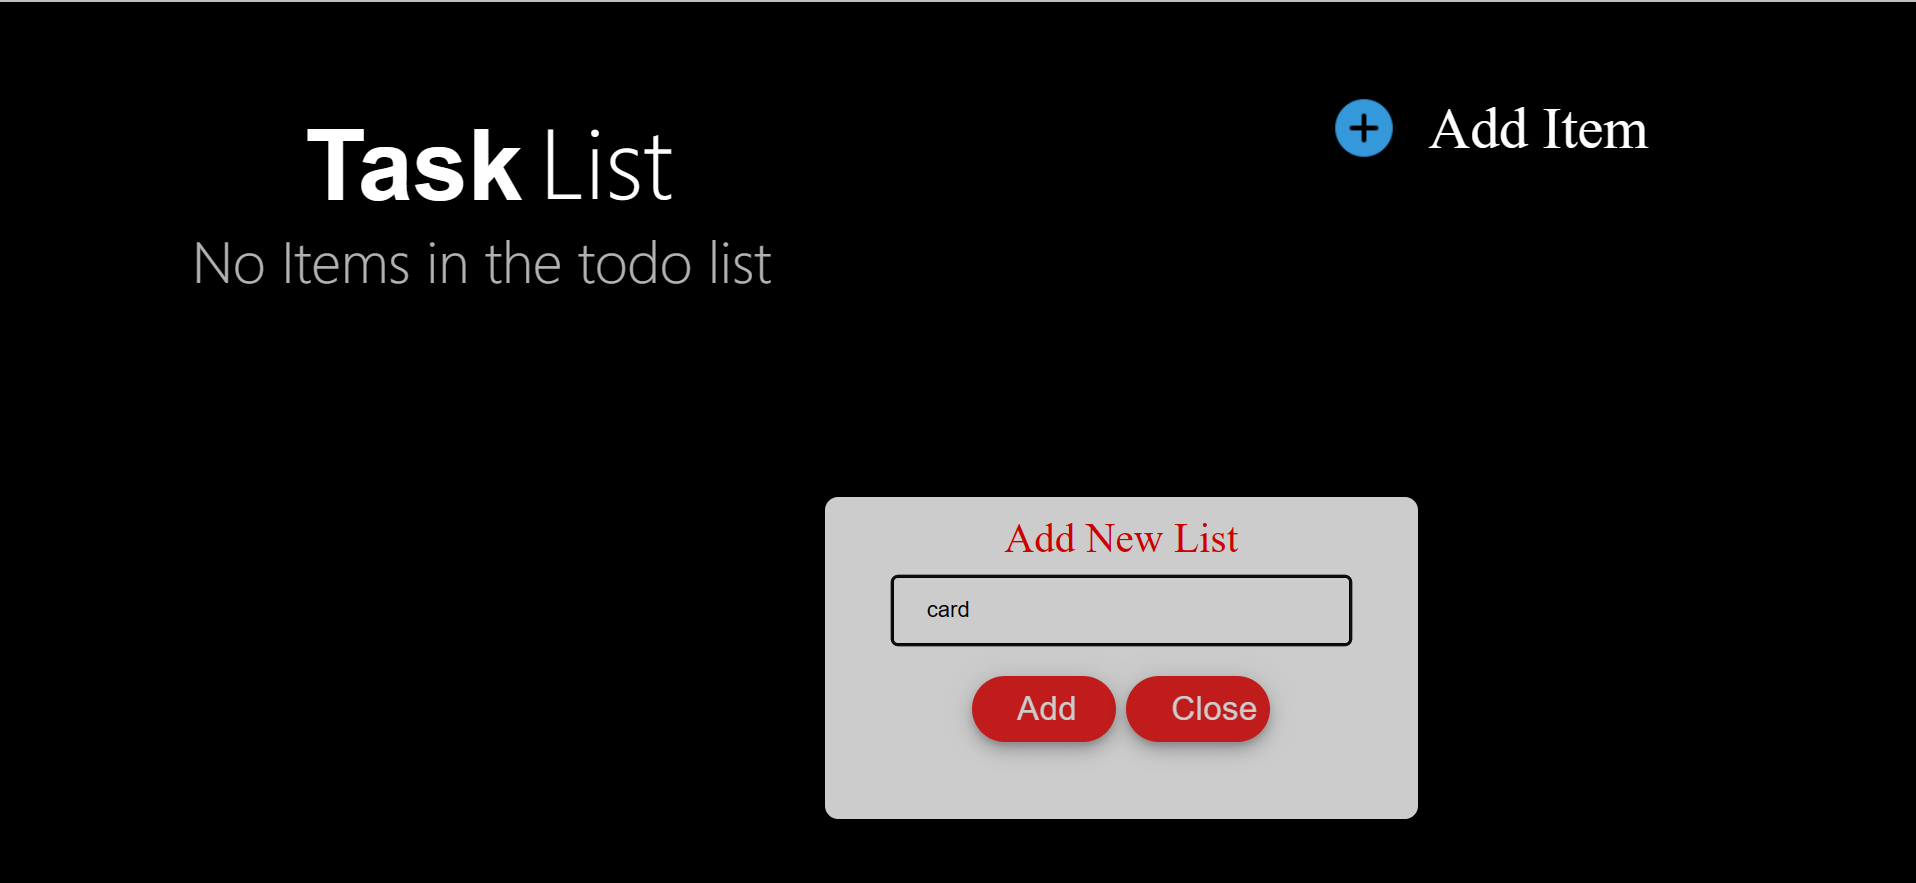 Task List
Add Item
No Items in the todo list
Add New List
card
Add Close